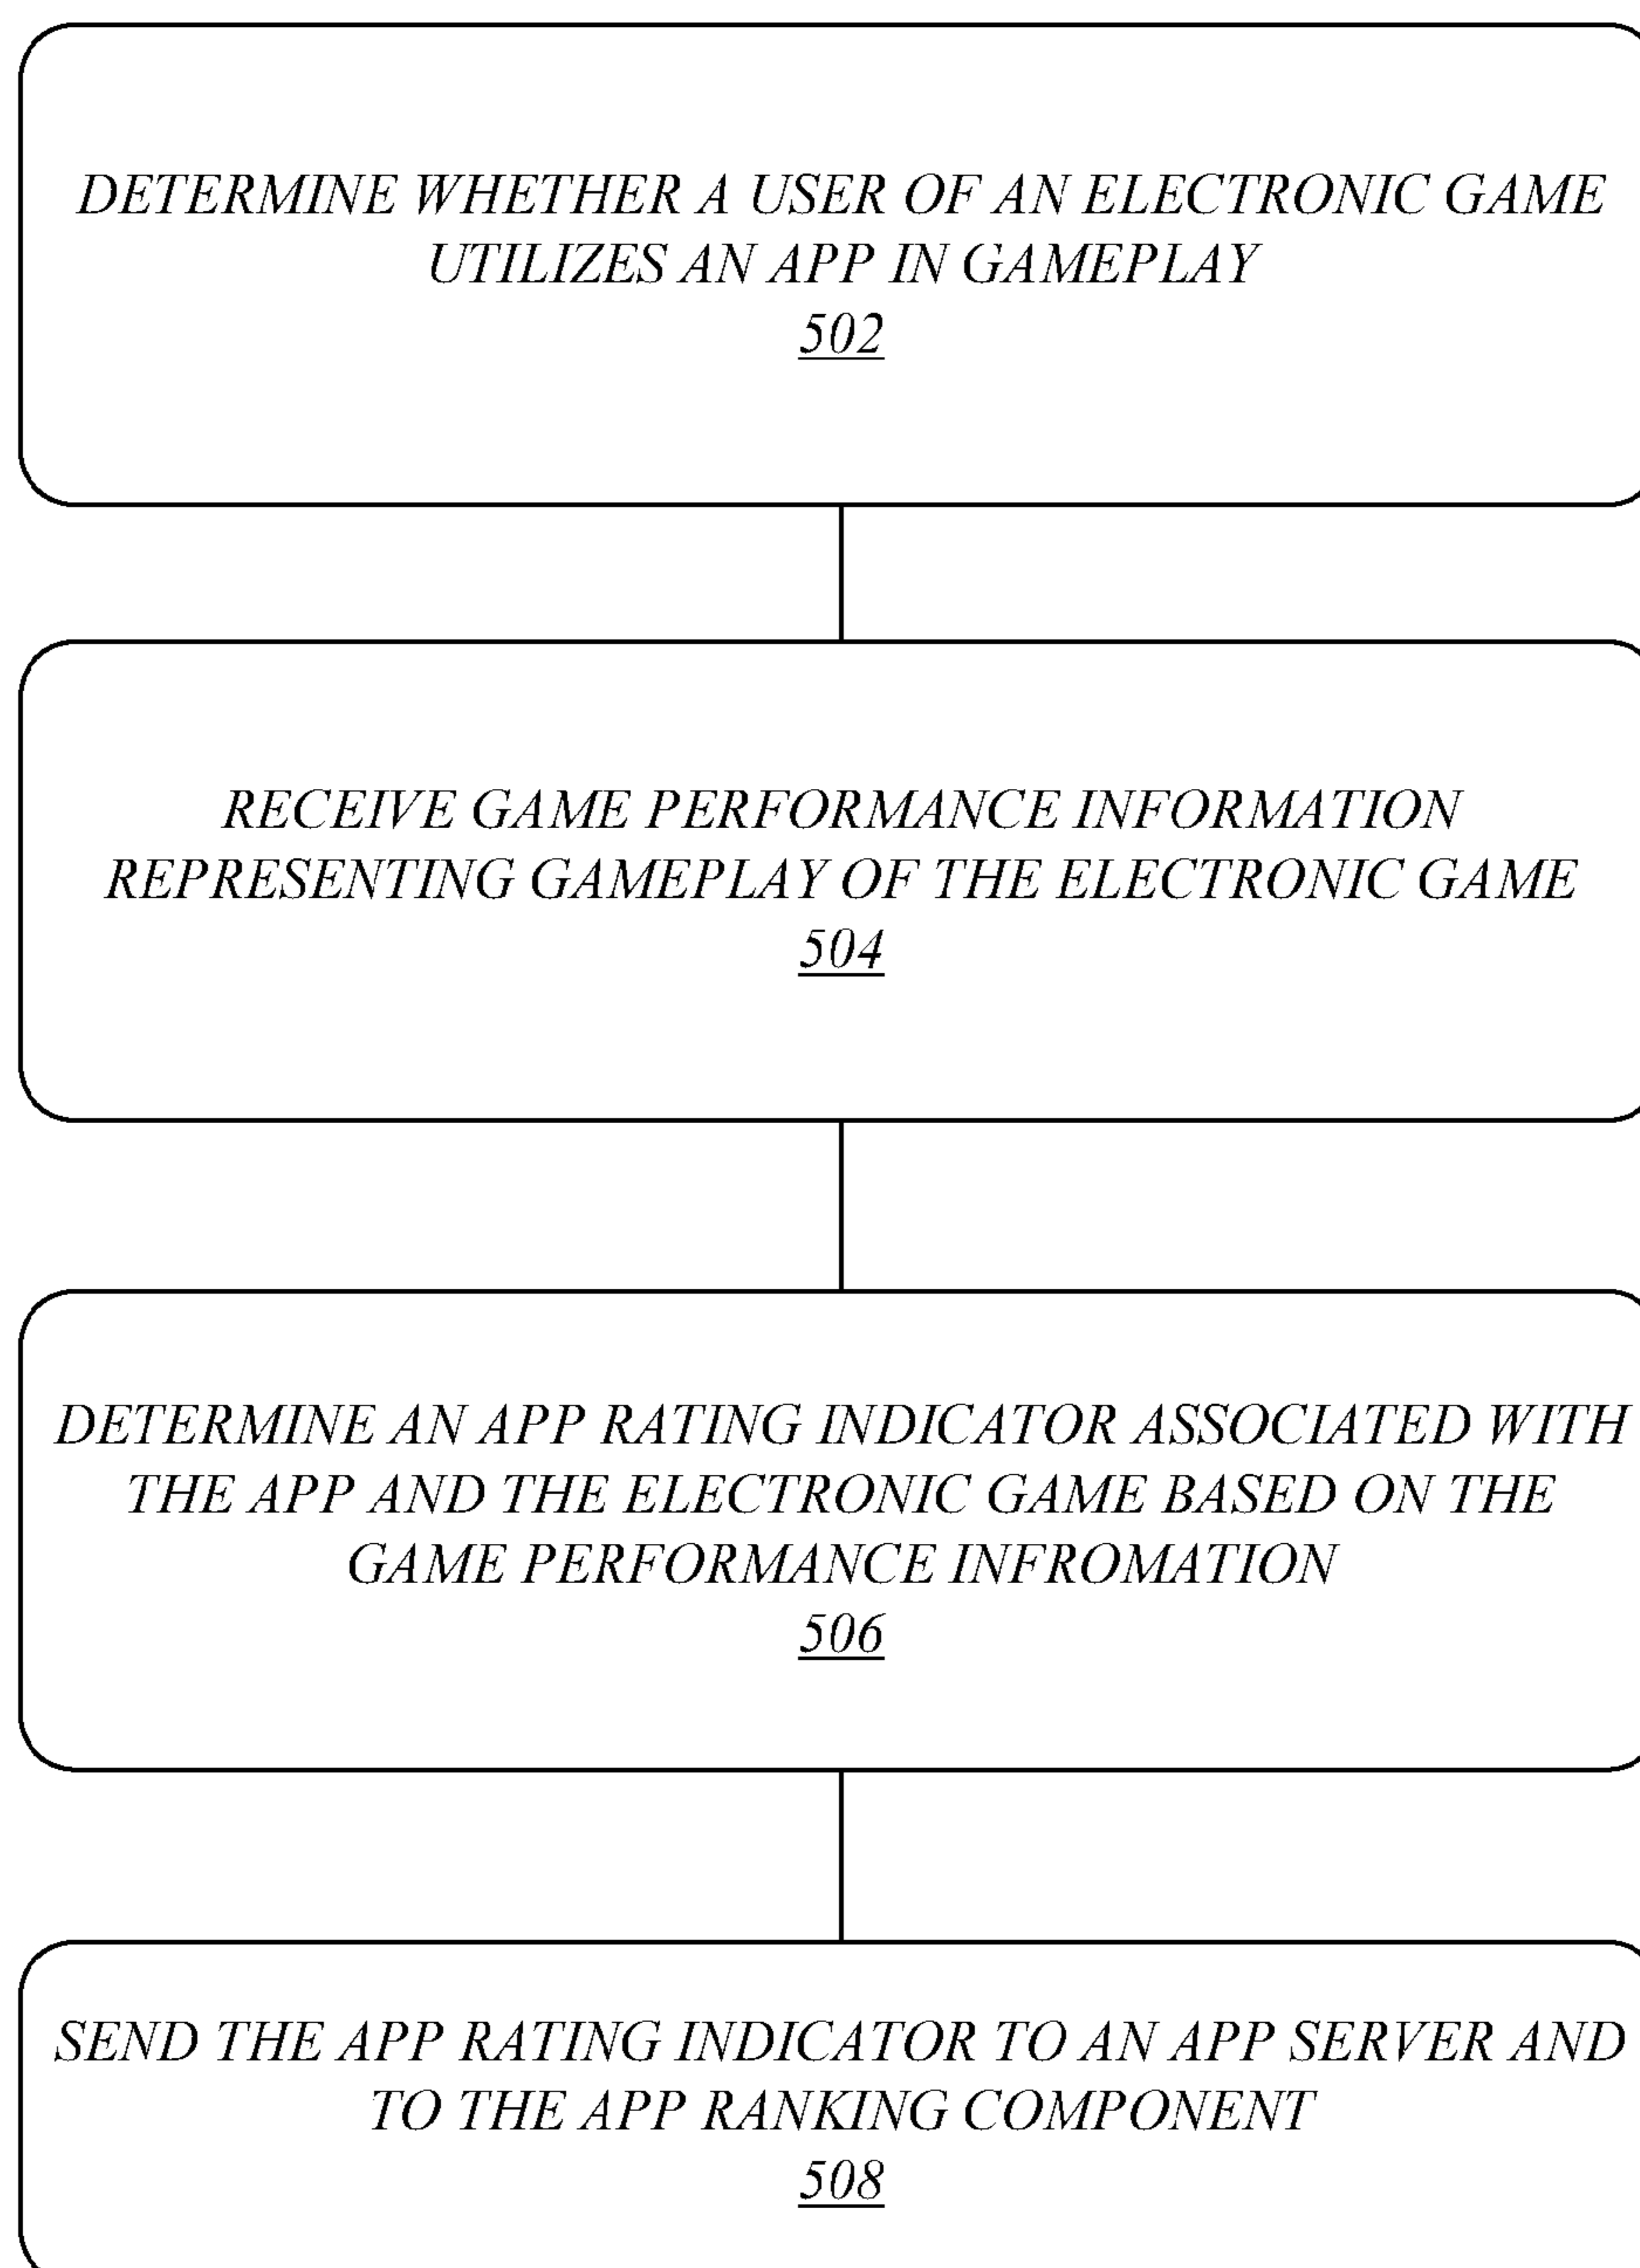 DETERMINE WHETHER A USER OF AN ELECTRONIC GAME
UTILIZES AN APP IN GAMEPLAY
502
RECEIVE GAME PERFORMANCE INFORMATION
REPRESENTING GAMEPLAY OF THE ELECTRONIC GAME
504
DETERMINE AN APP RATING INDICATOR ASSOCIATED WITH
THE APP AND THE ELECTRONIC GAME BASED ON THE
GAME PERFORMANCE INFROMATION
506
SEND THE APP RATING INDICATOR TO AN APP SERVER AND
TO THE APP RANKING COMPONENT
508